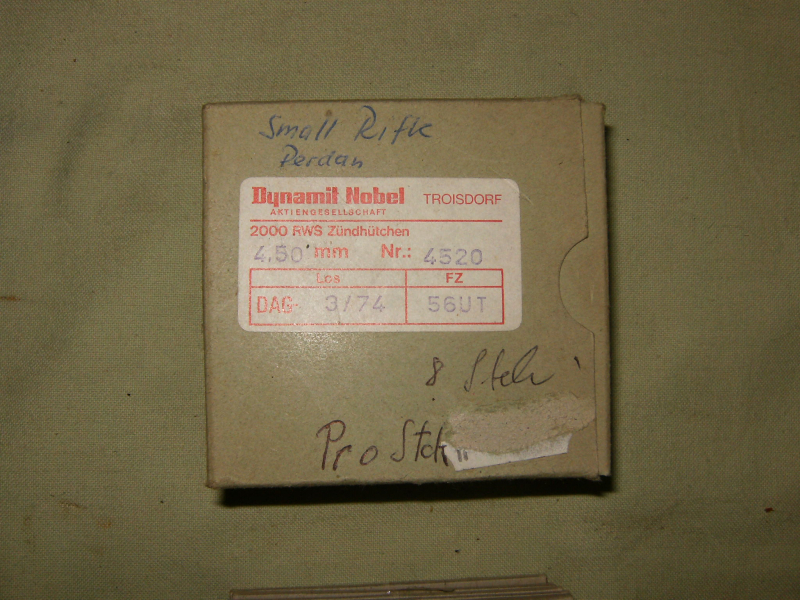 Small Rifle
Berdan
Dynamit Nobel TROISDORF
AKTIENGESELLSCHAFT
2000 RWS Zündhütchen
4.50 mm Nr.: 4520
Los FZ
DAG- 3/74 56UT
8 Stck
Pro Stck